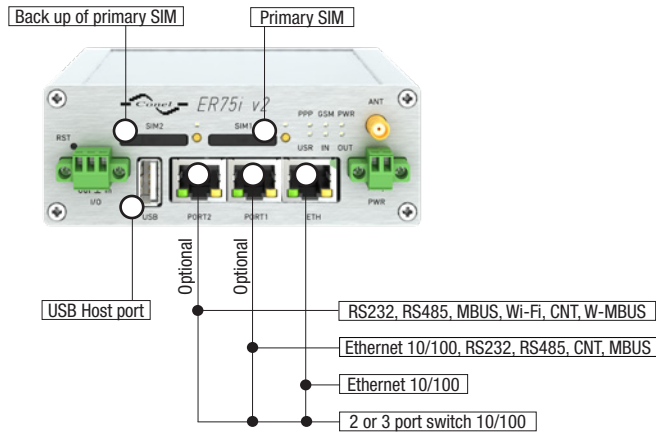 Back up of primary SIM
Primary SIM
Conel ER75i v2
PPP GSM PWR
ANT
SIM2
SIM1
RST
USR IN OUT
I/O
USB
PORT2
PORT1
ETH
PWR
Optional
Optional
USB Host port
RS232, RS485, MBUS, Wi-Fi, CNT, W-MBUS
Ethernet 10/100, RS232, RS485, CNT, MBUS
Ethernet 10/100
2 or 3 port switch 10/100